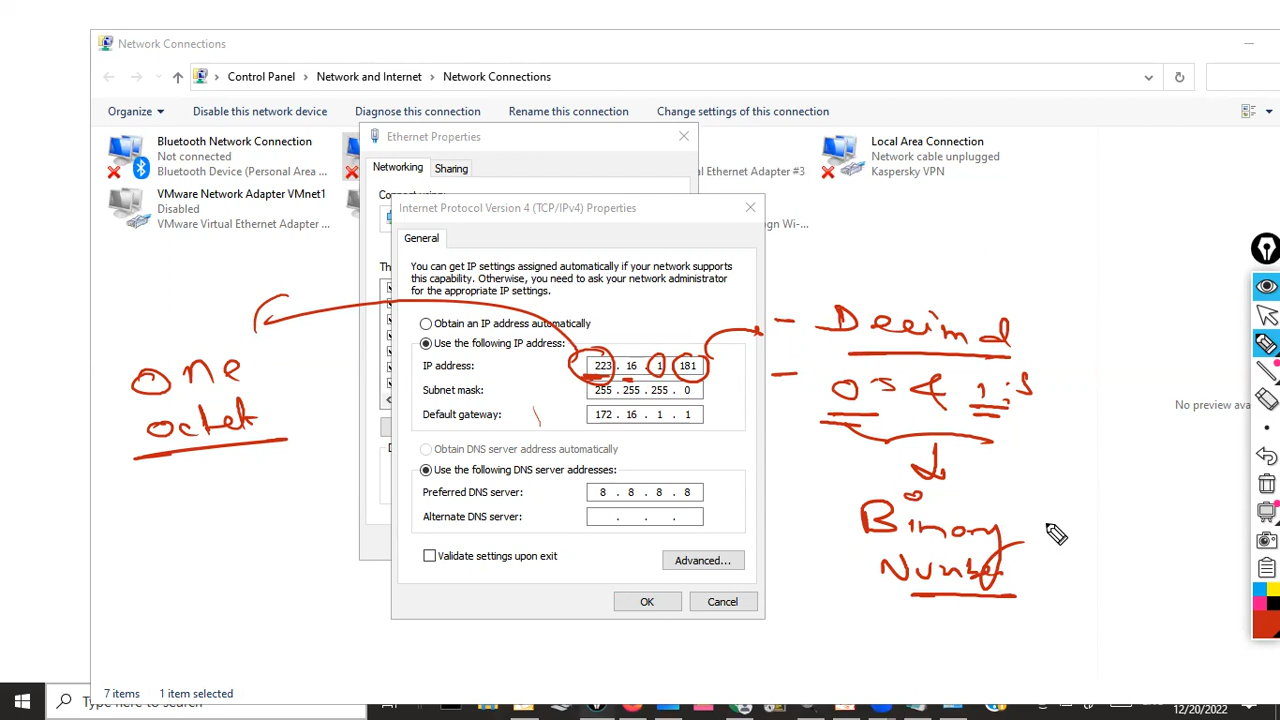 Network Connections
Control Panel > Network and Internet > Network Connections
Organize Disable this network device Diagnose this connection Rename this connection Change settings of this connection
Bluetooth Network Connection
Not connected
Bluetooth Device (Personal Area ...
VMware Network Adapter VMnet1
Disabled
VMware Virtual Ethernet Adapter ...
Ethernet Properties
Networking Sharing
Connect using:
Internet Protocol Version 4 (TCP/IPv4) Properties
General
You can get IP settings assigned automatically if your network supports
this capability. Otherwise, you need to ask your network administrator
for the appropriate IP settings.
Obtain an IP address automatically
Use the following IP address:
IP address: 223 . 16 . 1 181
Subnet mask: 255 . 255 . 255 . 0
Default gateway: 172 . 16 . 1 . 1
Obtain DNS server address automatically
Use the following DNS server addresses:
Preferred DNS server: 8 . 8 . 8 . 8
Alternate DNS server: . . .
Validate settings upon exit
Advanced...
OK Cancel
Local Area Connection
Network cable unplugged
Kaspersky VPN
al Ethernet Adapter #3
ign Wi-...
No preview ava
one
octet
- Decimal
- 0's & 1's
Binary
Number
7 items 1 item selected
Type here to search
12/20/2022